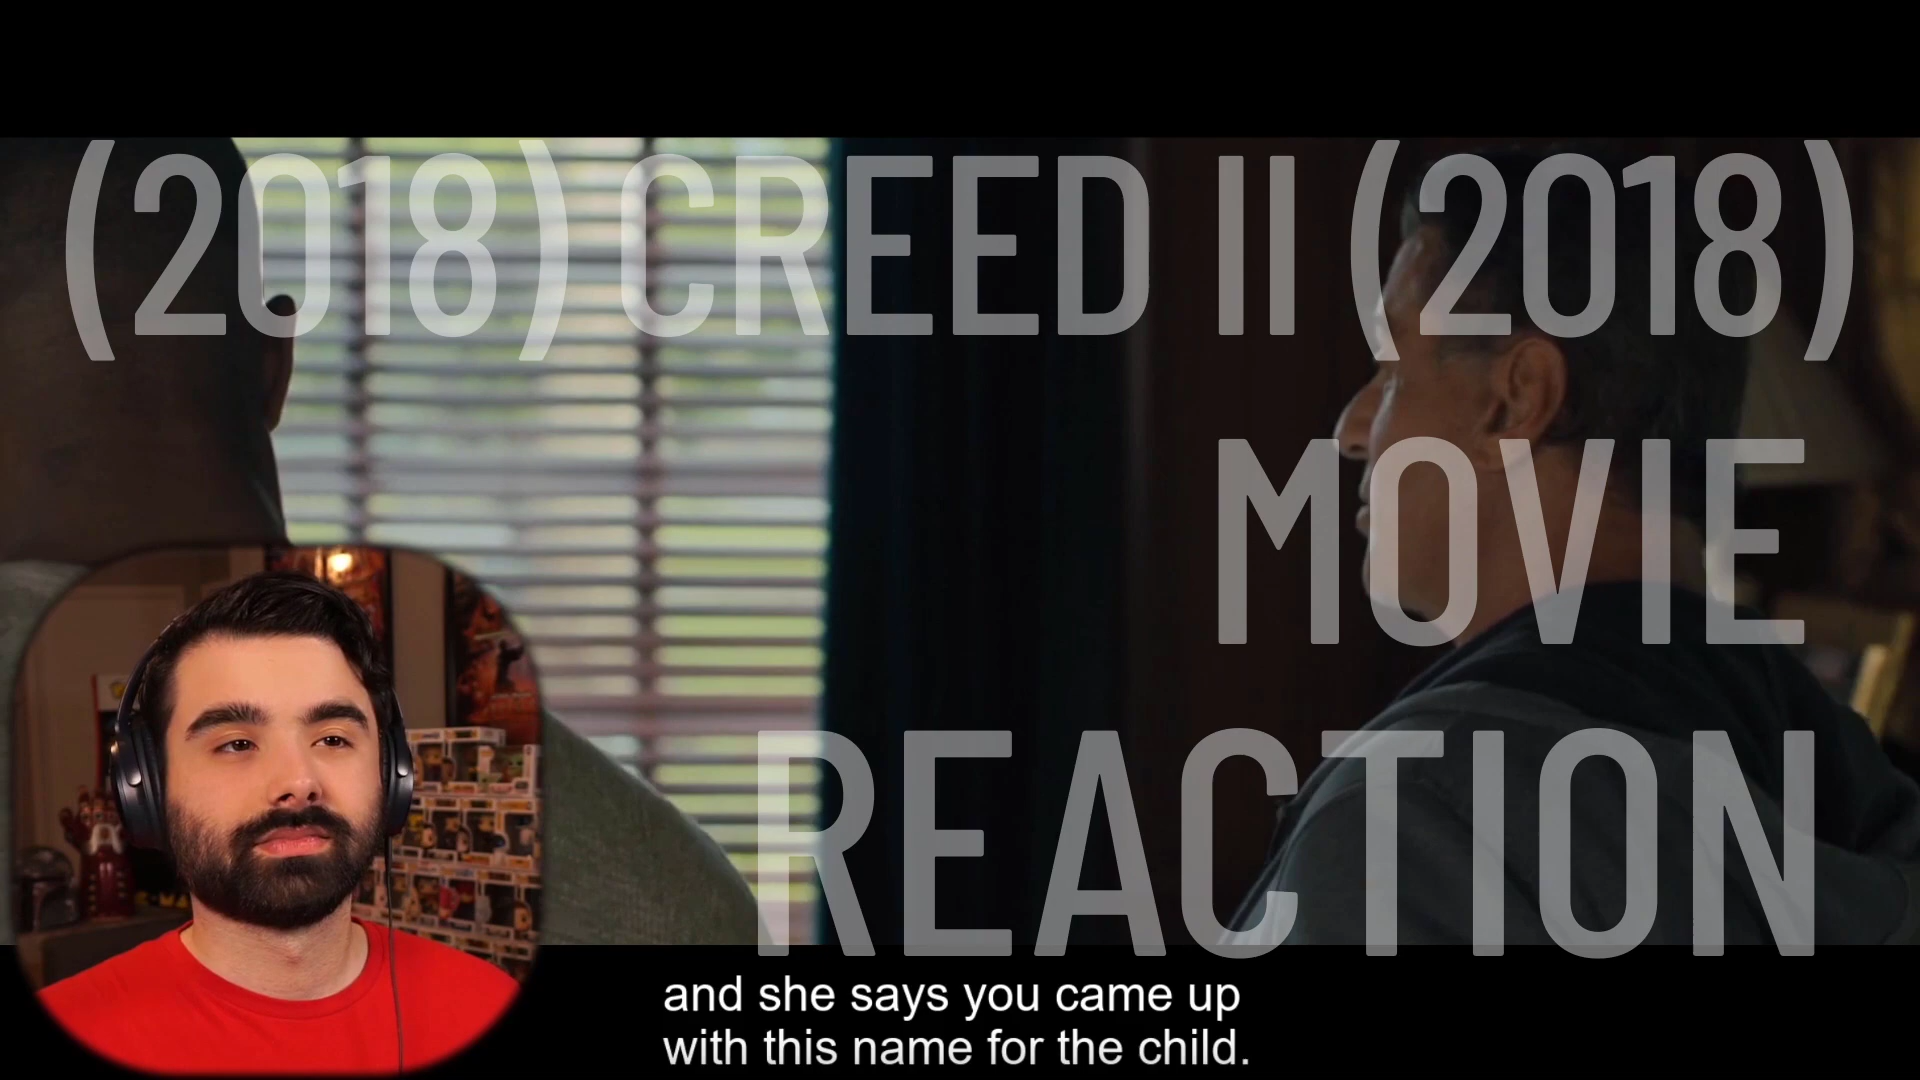 (2018) CREED II (2018)
MOVIE
REACTION
and she says you came up
with this name for the child.